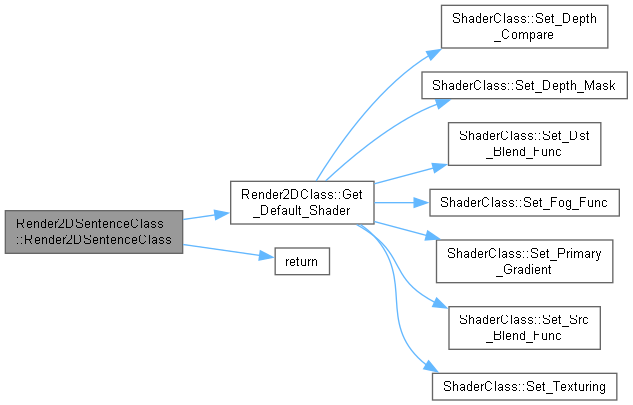 Render2DSentenceClass
::Render2DSentenceClass
Render2DClass::Get
_Default_Shader
return
ShaderClass::Set_Depth
_Compare
ShaderClass::Set_Depth_Mask
ShaderClass::Set_Dst
_Blend_Func
ShaderClass::Set_Fog_Func
ShaderClass::Set_Primary
_Gradient
ShaderClass::Set_Src
_Blend_Func
ShaderClass::Set_Texturing